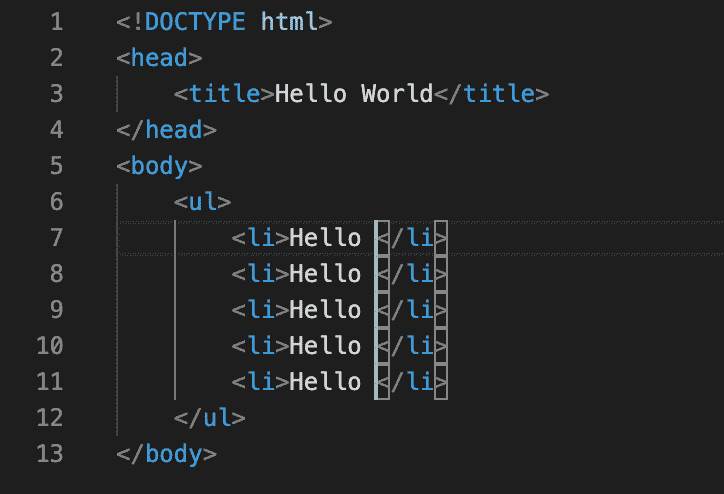 1 <!DOCTYPE html>
2 <head>
3 <title>Hello World</title>
4 </head>
5 <body>
6 <ul>
7 <li>Hello </li>
8 <li>Hello </li>
9 <li>Hello </li>
10 <li>Hello </li>
11 <li>Hello </li>
12 </ul>
13 </body>